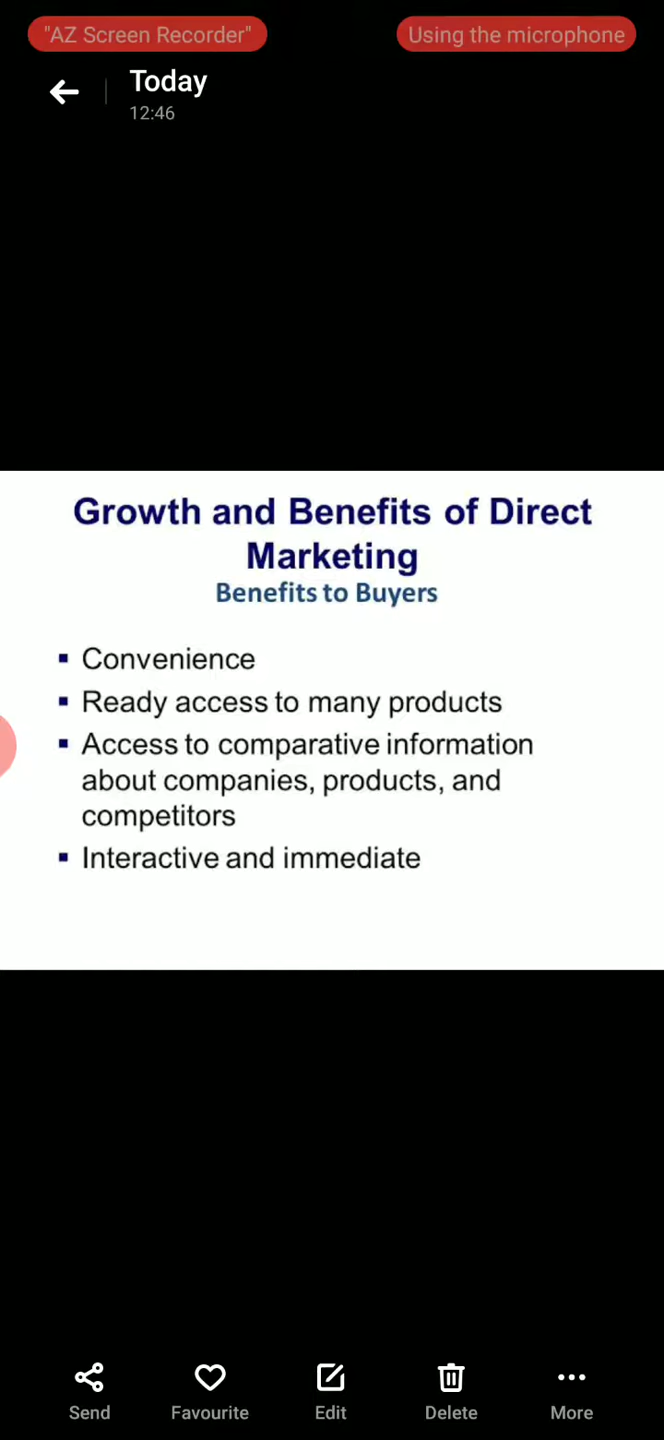 "AZ Screen Recorder" Using the microphone
Today
12:46
Growth and Benefits of Direct
Marketing
Benefits to Buyers
▪ Convenience
▪ Ready access to many products
▪ Access to comparative information
about companies, products, and
competitors
▪ Interactive and immediate
Send Favourite Edit Delete More